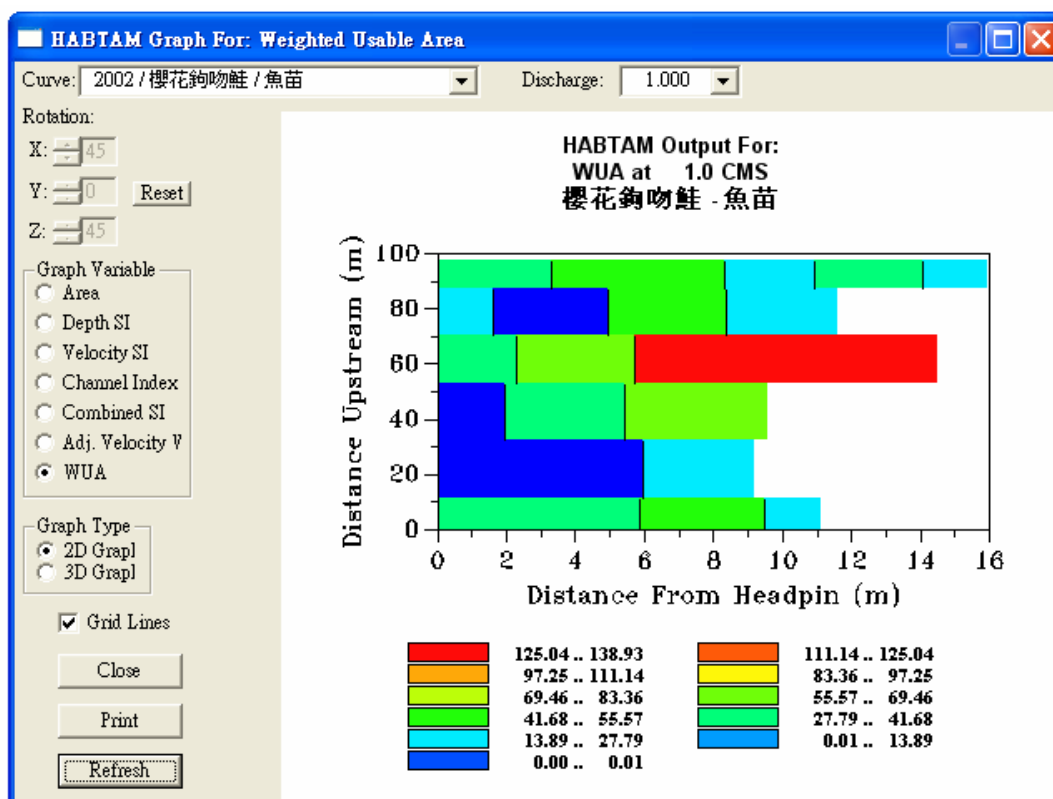 HABTAM Graph For: Weighted Usable Area
Curve: 2002 / 櫻花鉤吻鮭 / 魚苗 Discharge: 1.000
Rotation:
X: 45
Y: 0 Reset
Z: 45
Graph Variable
Area
Depth SI
Velocity SI
Channel Index
Combined SI
Adj. Velocity V
WUA
Graph Type
2D Grapl
3D Grapl
Grid Lines
Close
Print
Refresh
HABTAM Output For:
WUA at 1.0 CMS
櫻花鉤吻鮭 - 魚苗
Distance Upstream (m)
100
80
60
40
20
0
0 2 4 6 8 10 12 14 16
Distance From Headpin (m)
125.04 .. 138.93 111.14 .. 125.04
97.25 .. 111.14 83.36 .. 97.25
69.46 .. 83.36 55.57 .. 69.46
41.68 .. 55.57 27.79 .. 41.68
13.89 .. 27.79 0.01 .. 13.89
0.00 .. 0.01